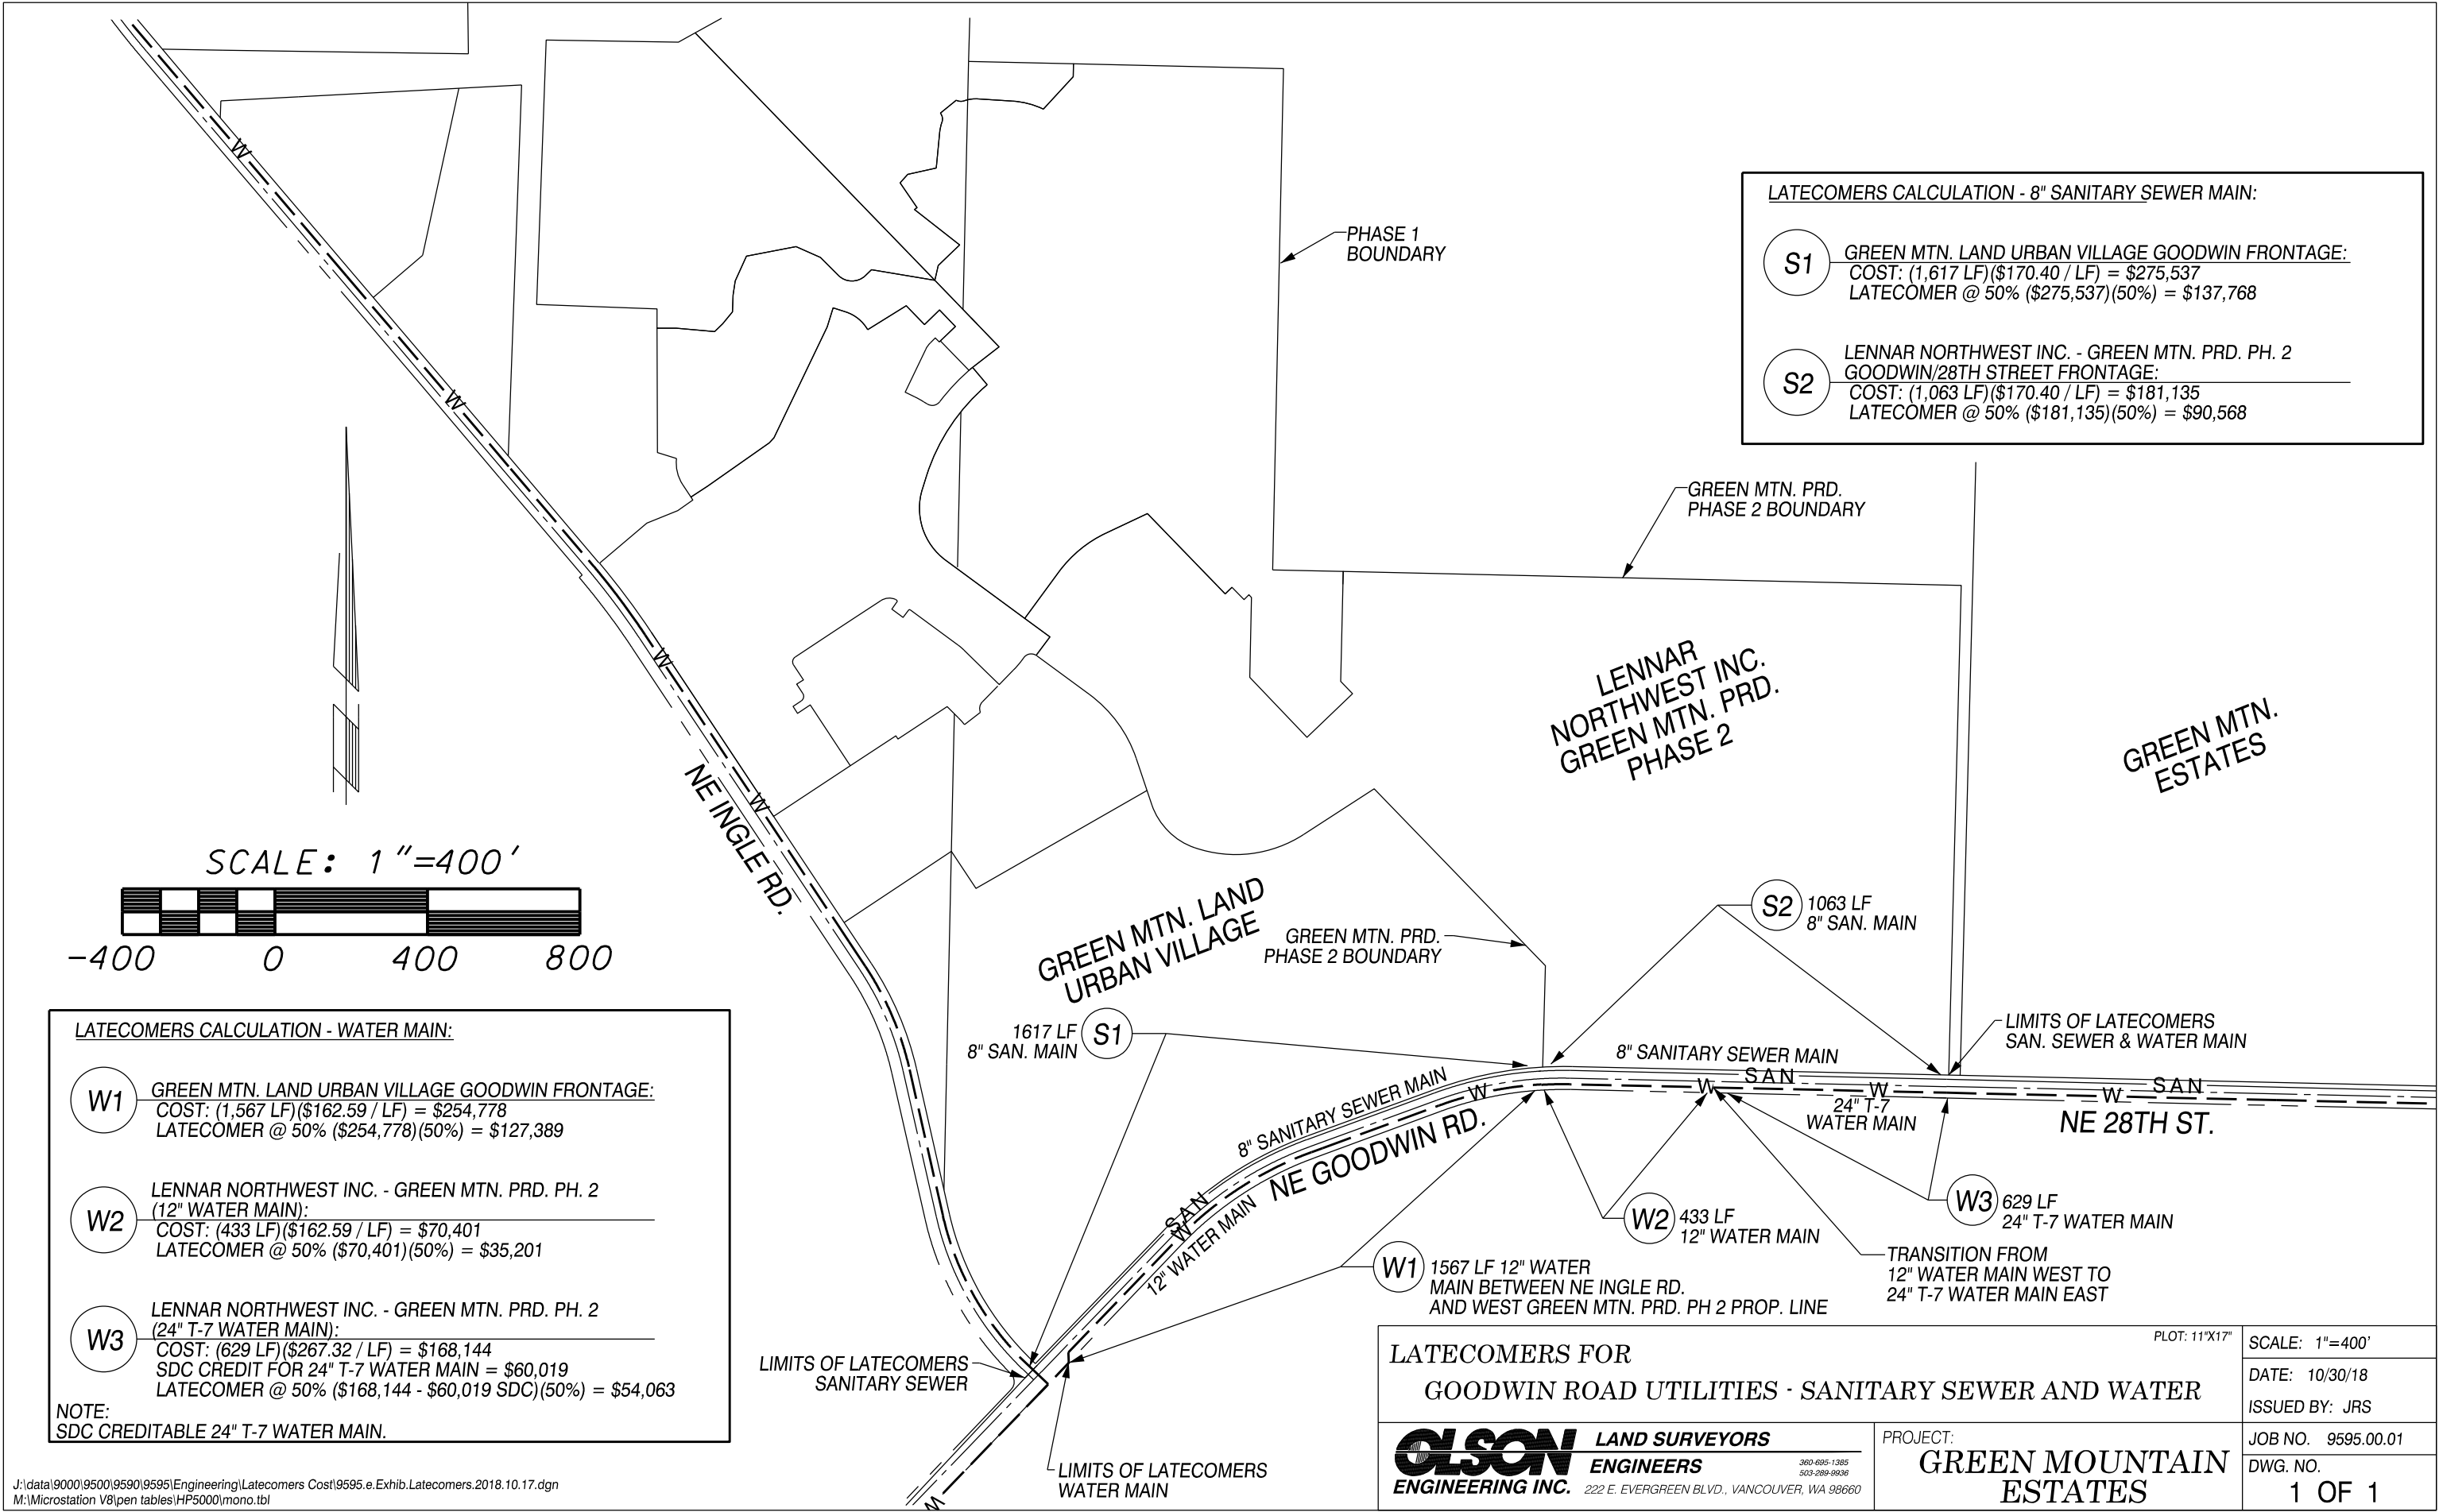 LATECOMERS CALCULATION - 8" SANITARY SEWER MAIN:
S1
GREEN MTN. LAND URBAN VILLAGE GOODWIN FRONTAGE:
COST: (1,617 LF)($170.40 / LF) = $275,537
LATECOMER @ 50% ($275,537)(50%) = $137,768
S2
LENNAR NORTHWEST INC. - GREEN MTN. PRD. PH. 2
GOODWIN/28TH STREET FRONTAGE:
COST: (1,063 LF)($170.40 / LF) = $181,135
LATECOMER @ 50% ($181,135)(50%) = $90,568
W
PHASE 1
BOUNDARY
W
GREEN MTN. PRD.
PHASE 2 BOUNDARY
W
LENNAR
NORTHWEST INC.
GREEN MTN. PRD.
PHASE 2
GREEN MTN.
ESTATES
W
NE INGLE RD.
SCALE: 1"=400'
-400 0 400 800
GREEN MTN. LAND
URBAN VILLAGE
GREEN MTN. PRD.
PHASE 2 BOUNDARY
S2
1063 LF
8" SAN. MAIN
S1
1617 LF
8" SAN. MAIN
LIMITS OF LATECOMERS
SAN. SEWER & WATER MAIN
8" SANITARY SEWER MAIN
8" SANITARY SEWER MAIN
W
W
SAN
W
W
SAN
24" T-7
WATER MAIN
NE 28TH ST.
NE GOODWIN RD.
SAN
W
12" WATER MAIN
W3
629 LF
24" T-7 WATER MAIN
W2
433 LF
12" WATER MAIN
W1
1567 LF 12" WATER
MAIN BETWEEN NE INGLE RD.
AND WEST GREEN MTN. PRD. PH 2 PROP. LINE
TRANSITION FROM
12" WATER MAIN WEST TO
24" T-7 WATER MAIN EAST
LIMITS OF LATECOMERS
SANITARY SEWER
LIMITS OF LATECOMERS
WATER MAIN
W
LATECOMERS CALCULATION - WATER MAIN:
W1
GREEN MTN. LAND URBAN VILLAGE GOODWIN FRONTAGE:
COST: (1,567 LF)($162.59 / LF) = $254,778
LATECOMER @ 50% ($254,778)(50%) = $127,389
W2
LENNAR NORTHWEST INC. - GREEN MTN. PRD. PH. 2
(12" WATER MAIN):
COST: (433 LF)($162.59 / LF) = $70,401
LATECOMER @ 50% ($70,401)(50%) = $35,201
W3
LENNAR NORTHWEST INC. - GREEN MTN. PRD. PH. 2
(24" T-7 WATER MAIN):
COST: (629 LF)($267.32 / LF) = $168,144
SDC CREDIT FOR 24" T-7 WATER MAIN = $60,019
LATECOMER @ 50% ($168,144 - $60,019 SDC)(50%) = $54,063
NOTE:
SDC CREDITABLE 24" T-7 WATER MAIN.
J:\data\9000\9500\9590\9595\Engineering\Latecomers Cost\9595.e.Exhib.Latecomers.2018.10.17.dgn
M:\Microstation V8\pen tables\HP5000\mono.tbl
PLOT: 11"X17"
LATECOMERS FOR
GOODWIN ROAD UTILITIES - SANITARY SEWER AND WATER
SCALE: 1"=400'
DATE: 10/30/18
ISSUED BY: JRS
JOB NO. 9595.00.01
DWG. NO.
1 OF 1
OLSON
ENGINEERING INC.
LAND SURVEYORS
ENGINEERS
360-695-1385
503-289-9936
222 E. EVERGREEN BLVD., VANCOUVER, WA 98660
PROJECT:
GREEN MOUNTAIN
ESTATES